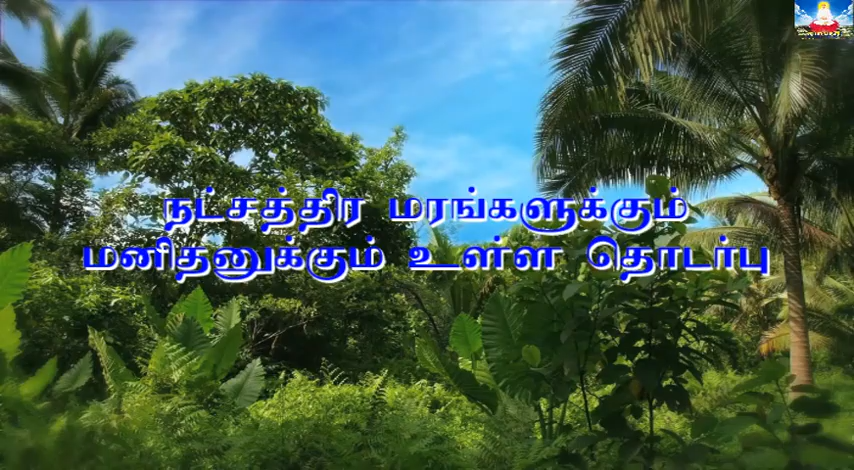 நட்சத்திர மரங்களுக்கும்
மனிதனுக்கும் உள்ள தொடர்பு